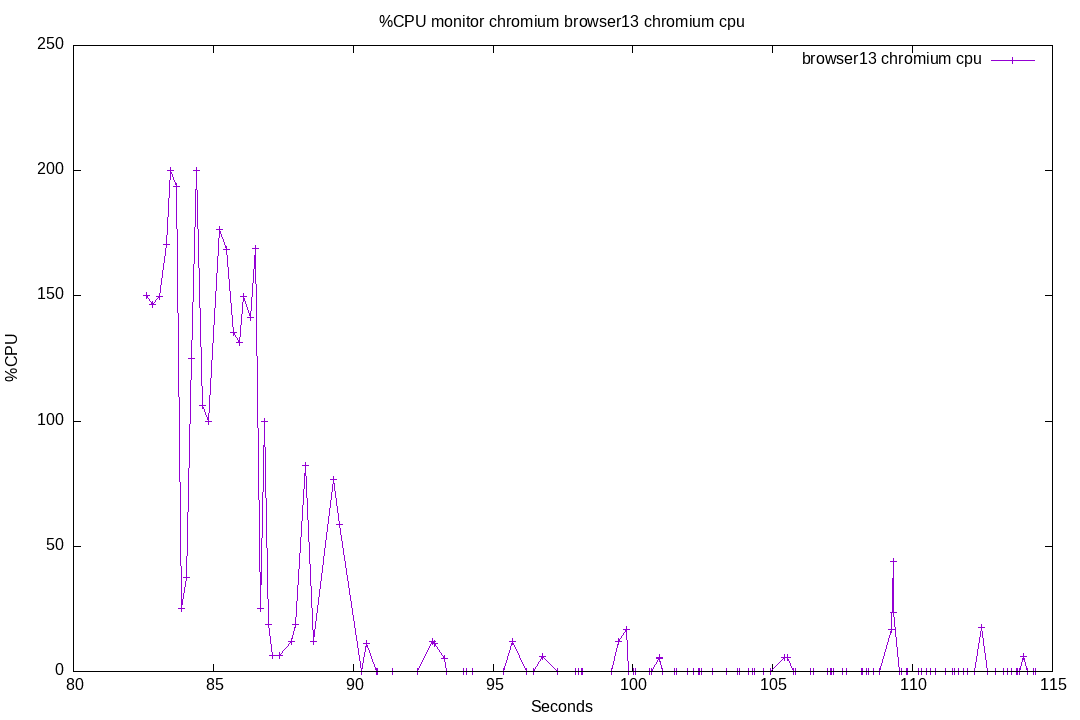 %CPU monitor chromium browser13 chromium cpu
browser13 chromium cpu
250
200
150
100
50
0
%CPU
80 85 90 95 100 105 110 115
Seconds